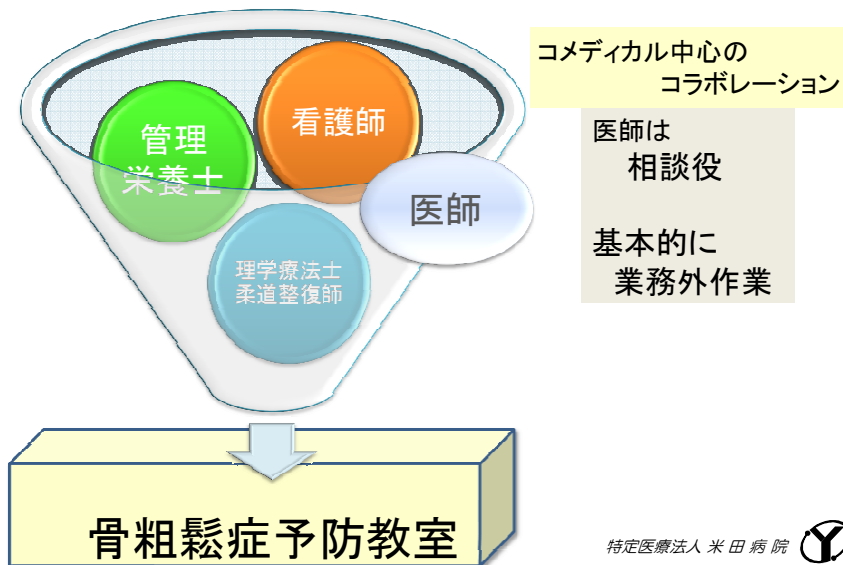 コメディカル中心の
コラボレーション
管理
栄養士
看護師
医師
理学療法士
柔道整復師
医師は
相談役
基本的に
業務外作業
骨粗鬆症予防教室
特定医療法人 米田病院
Y